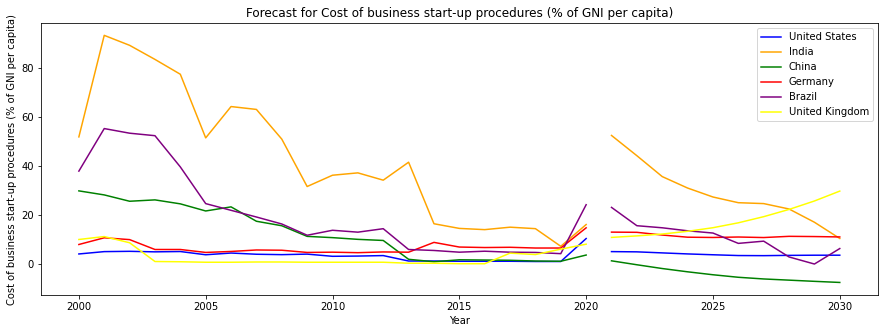 Forecast for Cost of business start-up procedures (% of GNI per capita)
Cost of business start-up procedures (% of GNI per capita)
80
60
40
20
0
United States
India
China
Germany
Brazil
United Kingdom
2000 2005 2010 2015 2020 2025 2030
Year